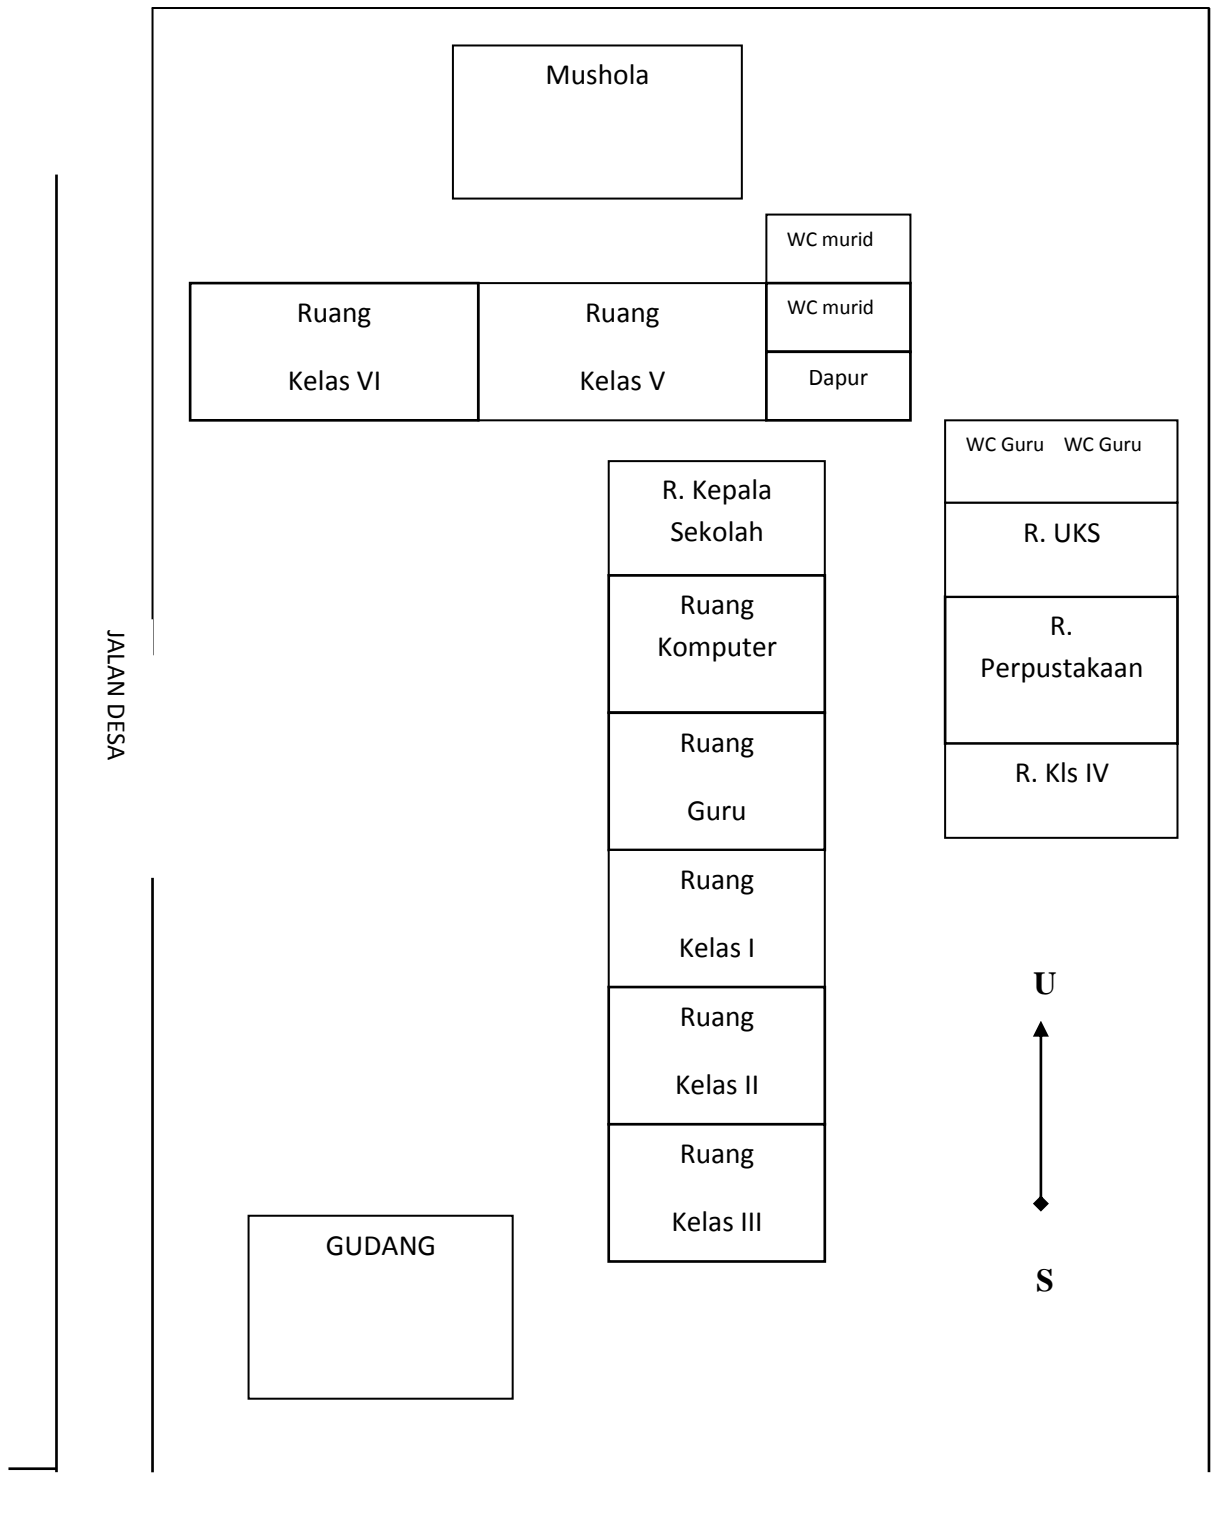 Mushola
WC murid
Ruang
Kelas VI
Ruang
Kelas V
WC murid
Dapur
WC Guru WC Guru
R. UKS
R.
Perpustakaan
R. Kls IV
R. Kepala
Sekolah
Ruang
Komputer
Ruang
Guru
Ruang
Kelas I
Ruang
Kelas II
Ruang
Kelas III
JALAN DESA
GUDANG
U
S